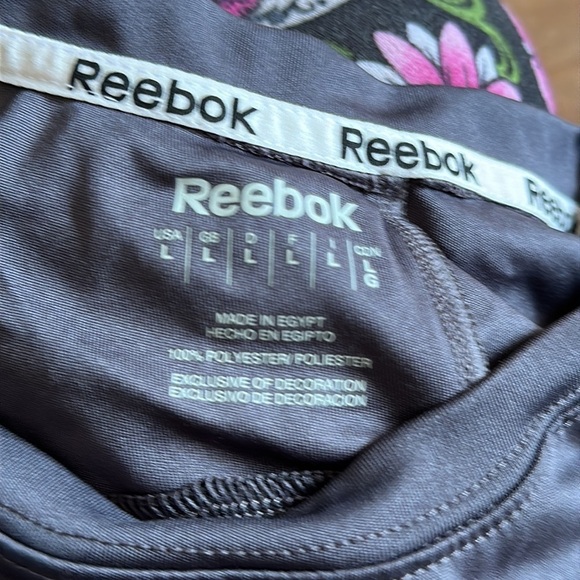 Reebok Reebok
Reebok
USA GB D F I CDN
L L L L L L
G
MADE IN EGYPT
HECHO EN EGIPTO
100% POLYESTER/ POLIESTER
EXCLUSIVE OF DECORATION
EXCLUSIVO DE DECORACION